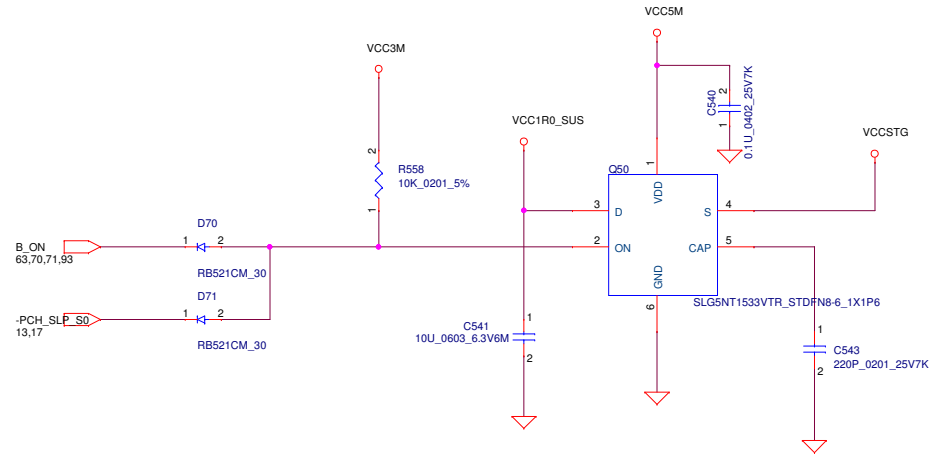 VCC5M
VCC3M
2
C540
1
0.1U_0402_25V7K
VCC1R0_SUS
VCCSTG
2
R558
10K_0201_5%
1
Q50
1
VDD
3
D
S
4
D70
B_ON
63,70,71,93
1
2
2
ON
CAP
5
RB521CM_30
GND
D71
SLG5NT1533VTR_STDFN8-6_1X1P6
6
-PCH_SLP_S0
13,17
1
2
RB521CM_30
C541
10U_0603_6.3V6M
1
2
1
C543
220P_0201_25V7K
2